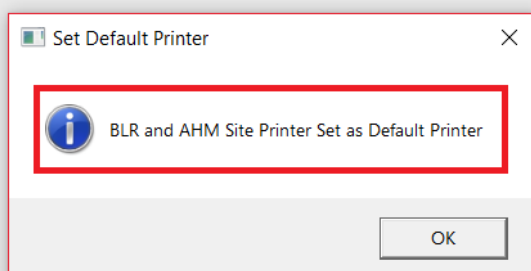 Set Default Printer
BLR and AHM Site Printer Set as Default Printer
OK